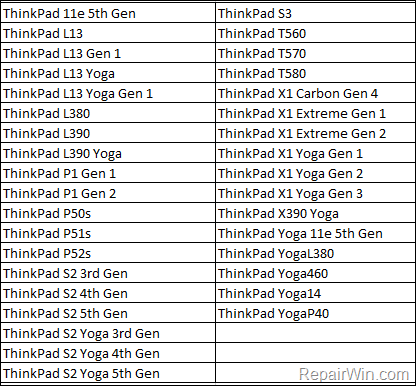 ThinkPad 11e 5th Gen ThinkPad S3
ThinkPad L13 ThinkPad T560
ThinkPad L13 Gen 1 ThinkPad T570
ThinkPad L13 Yoga ThinkPad T580
ThinkPad L13 Yoga Gen 1 ThinkPad X1 Carbon Gen 4
ThinkPad L380 ThinkPad X1 Extreme Gen 1
ThinkPad L390 ThinkPad X1 Extreme Gen 2
ThinkPad L390 Yoga ThinkPad X1 Yoga Gen 1
ThinkPad P1 Gen 1 ThinkPad X1 Yoga Gen 2
ThinkPad P1 Gen 2 ThinkPad X1 Yoga Gen 3
ThinkPad P50s ThinkPad X390 Yoga
ThinkPad P51s ThinkPad Yoga 11e 5th Gen
ThinkPad P52s ThinkPad YogaL380
ThinkPad S2 3rd Gen ThinkPad Yoga460
ThinkPad S2 4th Gen ThinkPad Yoga14
ThinkPad S2 5th Gen ThinkPad YogaP40
ThinkPad S2 Yoga 3rd Gen
ThinkPad S2 Yoga 4th Gen
ThinkPad S2 Yoga 5th Gen RepairWin.com